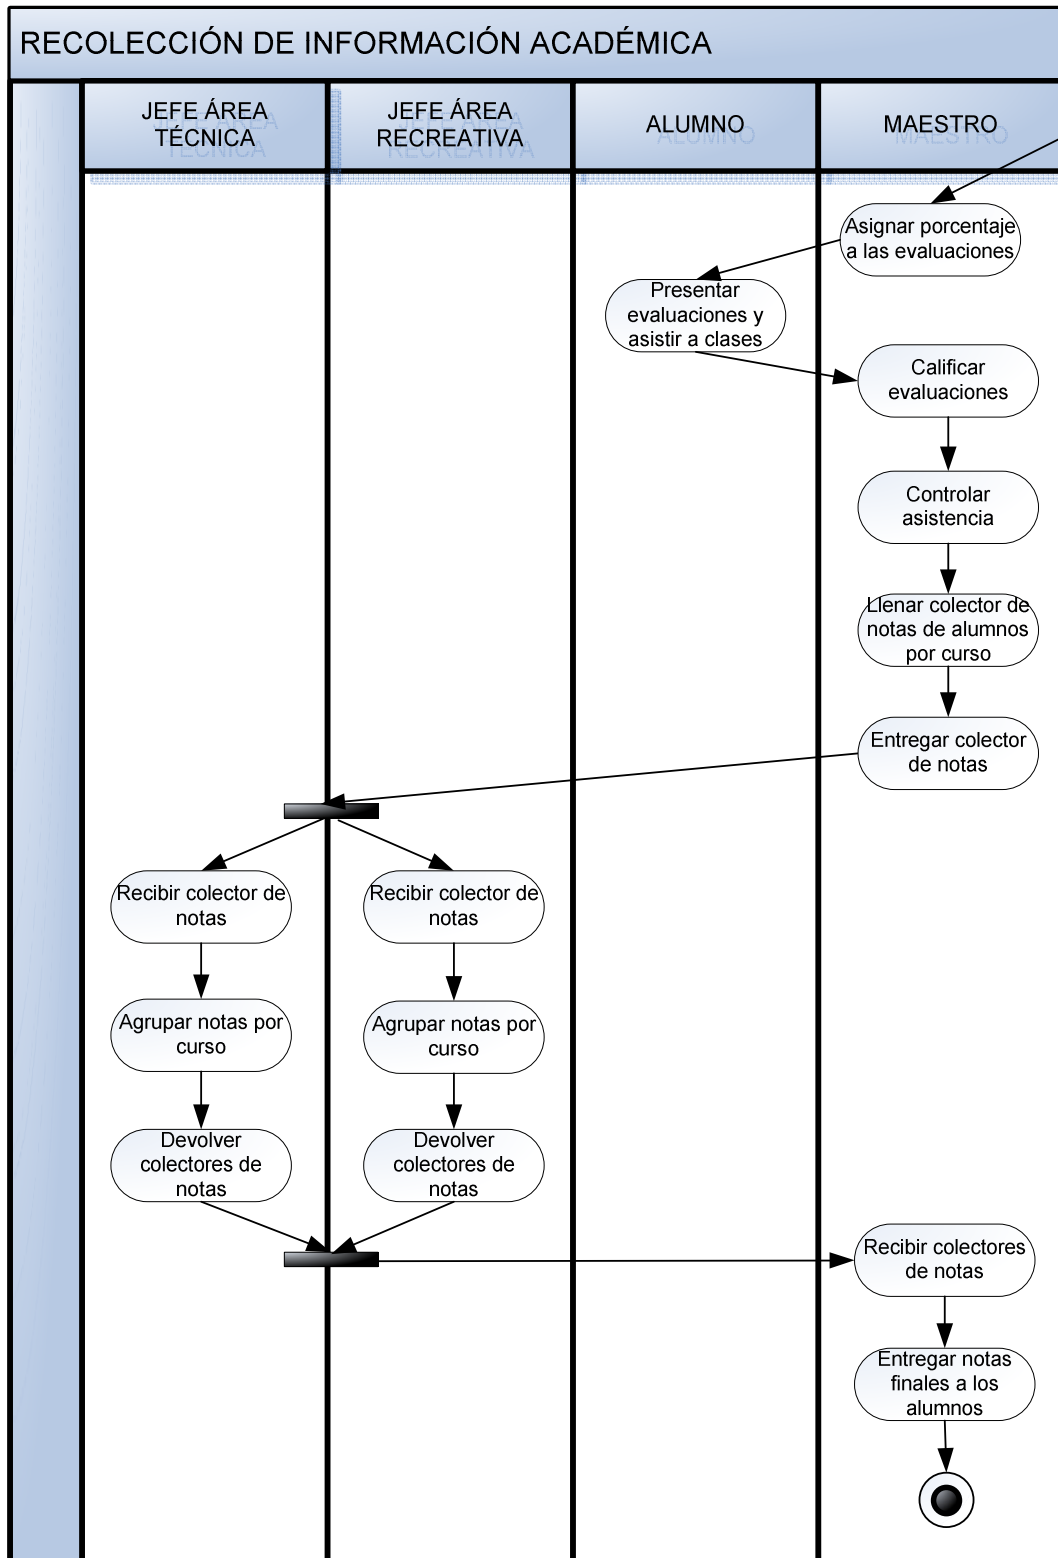 RECOLECCIÓN DE INFORMACIÓN ACADÉMICA
JEFE ÁREA
TÉCNICA
JEFE ÁREA
RECREATIVA
ALUMNO
MAESTRO
Asignar porcentaje
a las evaluaciones
Presentar
evaluaciones y
asistir a clases
Calificar
evaluaciones
Controlar
asistencia
Llenar colector de
notas de alumnos
por curso
Entregar colector
de notas
Recibir colector de
notas
Recibir colector de
notas
Agrupar notas por
curso
Agrupar notas por
curso
Devolver
colectores de
notas
Devolver
colectores de
notas
Recibir colectores
de notas
Entregar notas
finales a los
alumnos